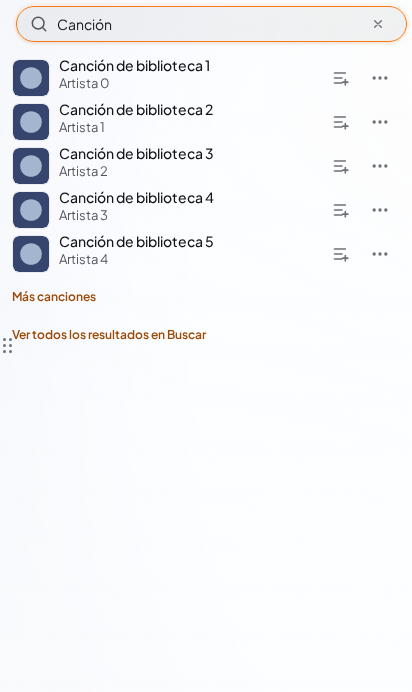 Canción
Canción de biblioteca 1
Artista 0
Canción de biblioteca 2
Artista 1
Canción de biblioteca 3
Artista 2
Canción de biblioteca 4
Artista 3
Canción de biblioteca 5
Artista 4
Más canciones
Ver todos los resultados en Buscar